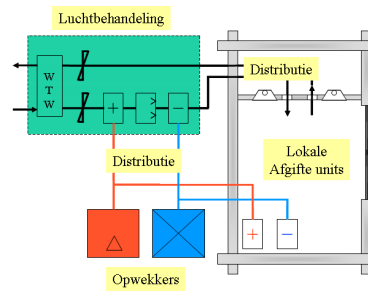 Luchtbehandeling
Distributie
W
T
W
Distributie
Lokale
Afgifte units
Opwekkers